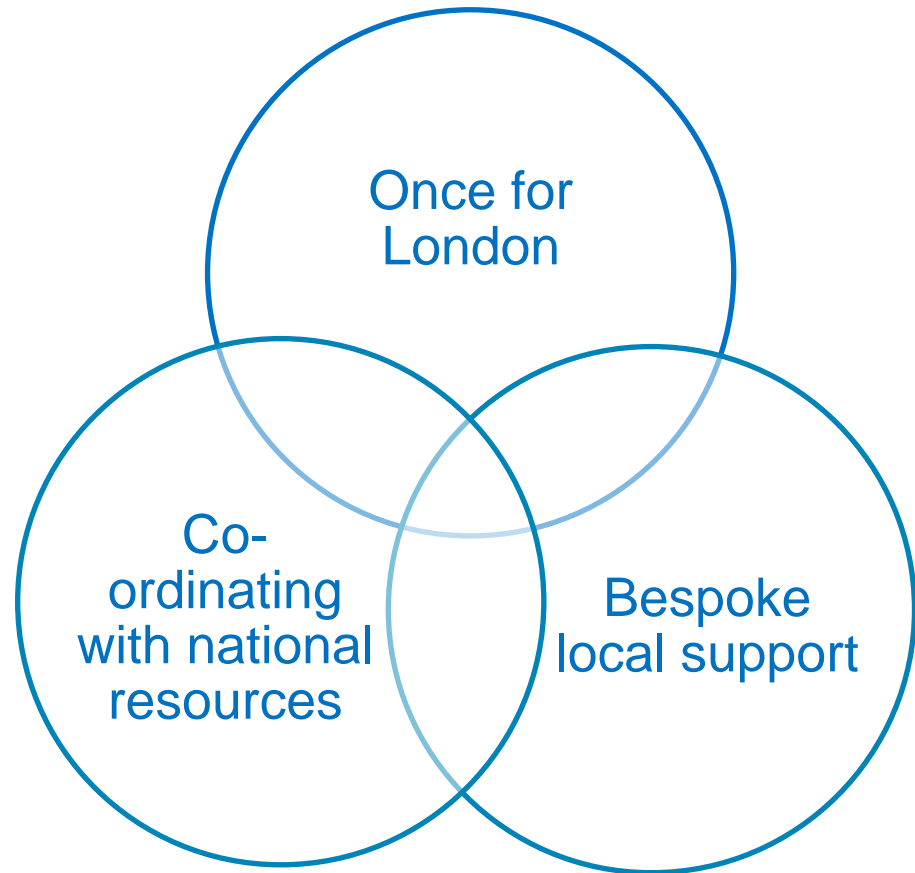 Once for
London
Co-
ordinating
with national
resources
Bespoke
local support